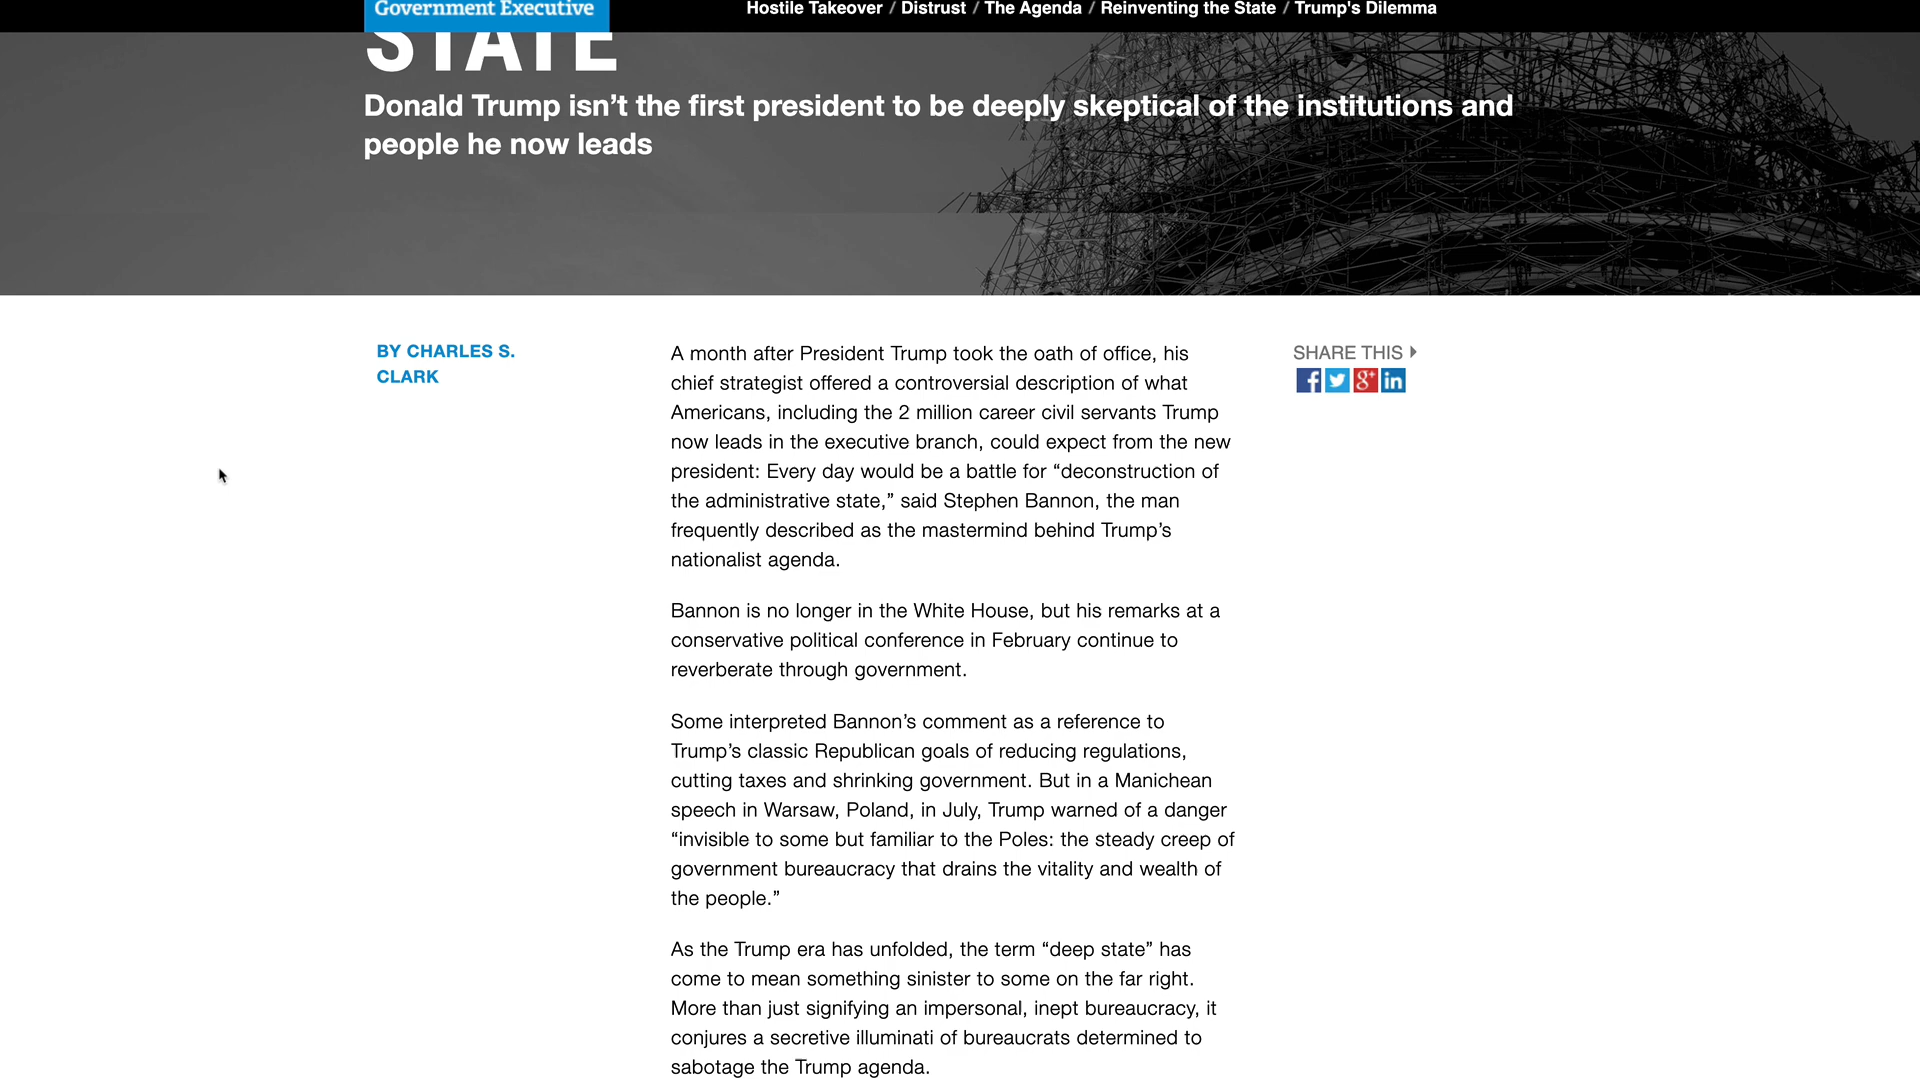 Government Executive
Hostile Takeover / Distrust / The Agenda / Reinventing the State / Trump's Dilemma
STATE
Donald Trump isn’t the first president to be deeply skeptical of the institutions and
people he now leads
BY CHARLES S.
CLARK
A month after President Trump took the oath of office, his
chief strategist offered a controversial description of what
Americans, including the 2 million career civil servants Trump
now leads in the executive branch, could expect from the new
president: Every day would be a battle for “deconstruction of
the administrative state,” said Stephen Bannon, the man
frequently described as the mastermind behind Trump’s
nationalist agenda.
Bannon is no longer in the White House, but his remarks at a
conservative political conference in February continue to
reverberate through government.
Some interpreted Bannon’s comment as a reference to
Trump’s classic Republican goals of reducing regulations,
cutting taxes and shrinking government. But in a Manichean
speech in Warsaw, Poland, in July, Trump warned of a danger
“invisible to some but familiar to the Poles: the steady creep of
government bureaucracy that drains the vitality and wealth of
the people.”
As the Trump era has unfolded, the term “deep state” has
come to mean something sinister to some on the far right.
More than just signifying an impersonal, inept bureaucracy, it
conjures a secretive illuminati of bureaucrats determined to
sabotage the Trump agenda.
SHARE THIS
f
g+
in